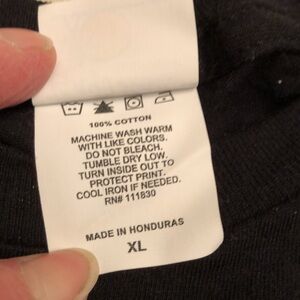 100% COTTON
MACHINE WASH WARM
WITH LIKE COLORS.
DO NOT BLEACH.
TUMBLE DRY LOW.
TURN INSIDE OUT TO
PROTECT PRINT.
COOL IRON IF NEEDED.
RN# 111830
MADE IN HONDURAS
XL